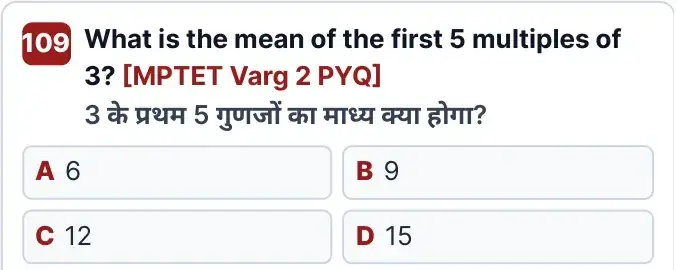 109 What is the mean of the first 5 multiples of
3? [MPTET Varg 2 PYQ]
3 के प्रथम 5 गुणजों का माध्य क्या होगा?
A 6
B 9
C 12
D 15